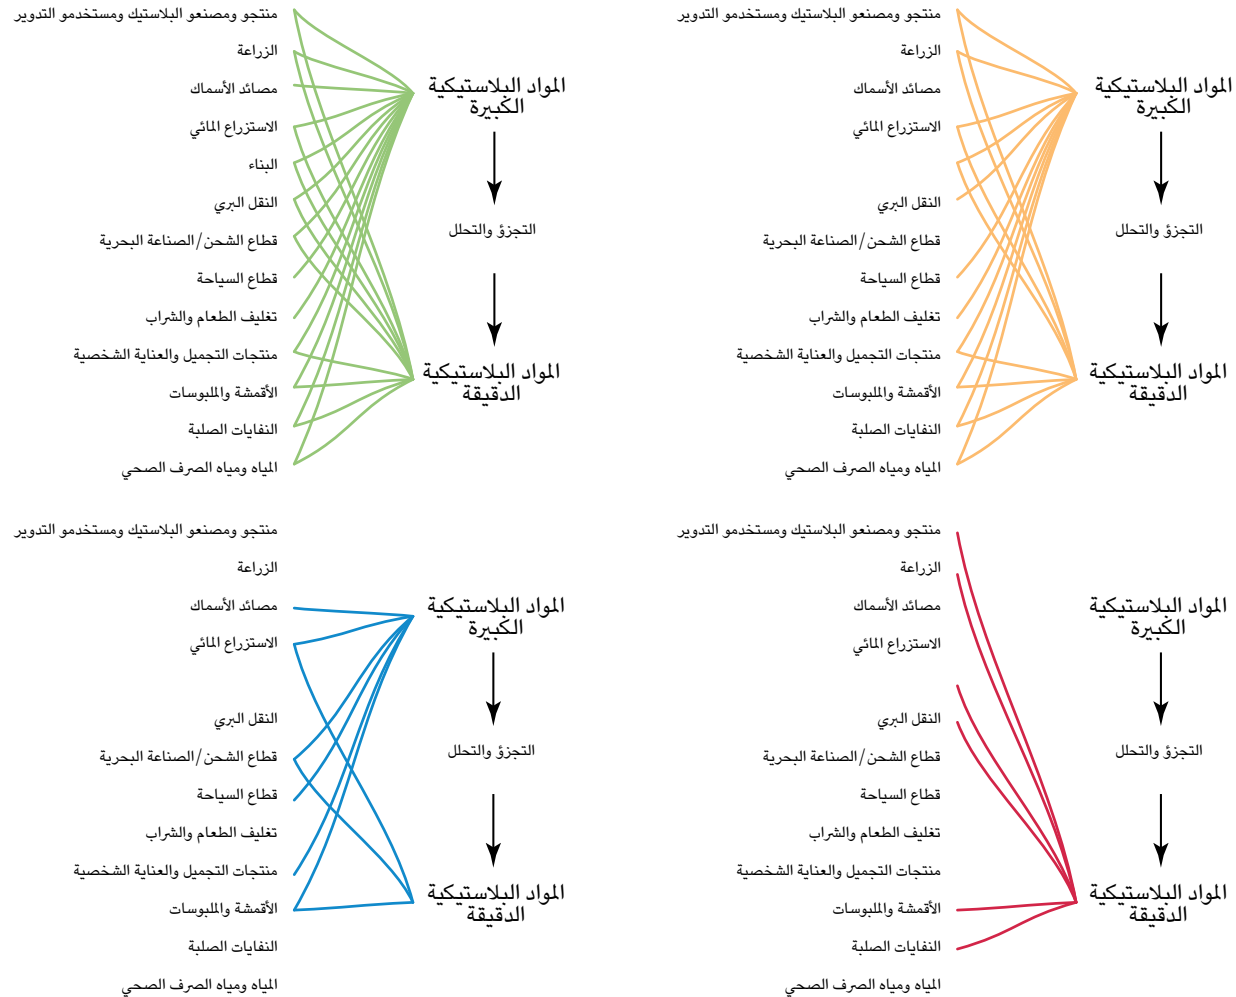 منتجو ومصنعو البلاستيك ومستخدمو التدوير
الزراعة
مصائد الأسماك
الاستزراع المائي
البناء
النقل البري
قطاع الشحن/الصناعة البحرية
قطاع السياحة
تغليف الطعام والشراب
منتجات التجميل والعناية الشخصية
الأقمشة والملبوسات
النفايات الصلبة
المياه ومياه الصرف الصحي
المواد البلاستيكية
الكبيرة
التجزؤ والتحلل
المواد البلاستيكية
الدقيقة
منتجو ومصنعو البلاستيك ومستخدمو التدوير
الزراعة
مصائد الأسماك
الاستزراع المائي
النقل البري
قطاع الشحن/الصناعة البحرية
قطاع السياحة
تغليف الطعام والشراب
منتجات التجميل والعناية الشخصية
الأقمشة والملبوسات
النفايات الصلبة
المياه ومياه الصرف الصحي
المواد البلاستيكية
الكبيرة
التجزؤ والتحلل
المواد البلاستيكية
الدقيقة
منتجو ومصنعو البلاستيك ومستخدمو التدوير
الزراعة
مصائد الأسماك
الاستزراع المائي
النقل البري
قطاع الشحن/الصناعة البحرية
قطاع السياحة
تغليف الطعام والشراب
منتجات التجميل والعناية الشخصية
الأقمشة والملبوسات
النفايات الصلبة
المياه ومياه الصرف الصحي
المواد البلاستيكية
الكبيرة
التجزؤ والتحلل
المواد البلاستيكية
الدقيقة
منتجو ومصنعو البلاستيك ومستخدمو التدوير
الزراعة
مصائد الأسماك
الاستزراع المائي
النقل البري
قطاع الشحن/الصناعة البحرية
قطاع السياحة
تغليف الطعام والشراب
منتجات التجميل والعناية الشخصية
الأقمشة والملبوسات
النفايات الصلبة
المياه ومياه الصرف الصحي
المواد البلاستيكية
الكبيرة
التجزؤ والتحلل
المواد البلاستيكية
الدقيقة